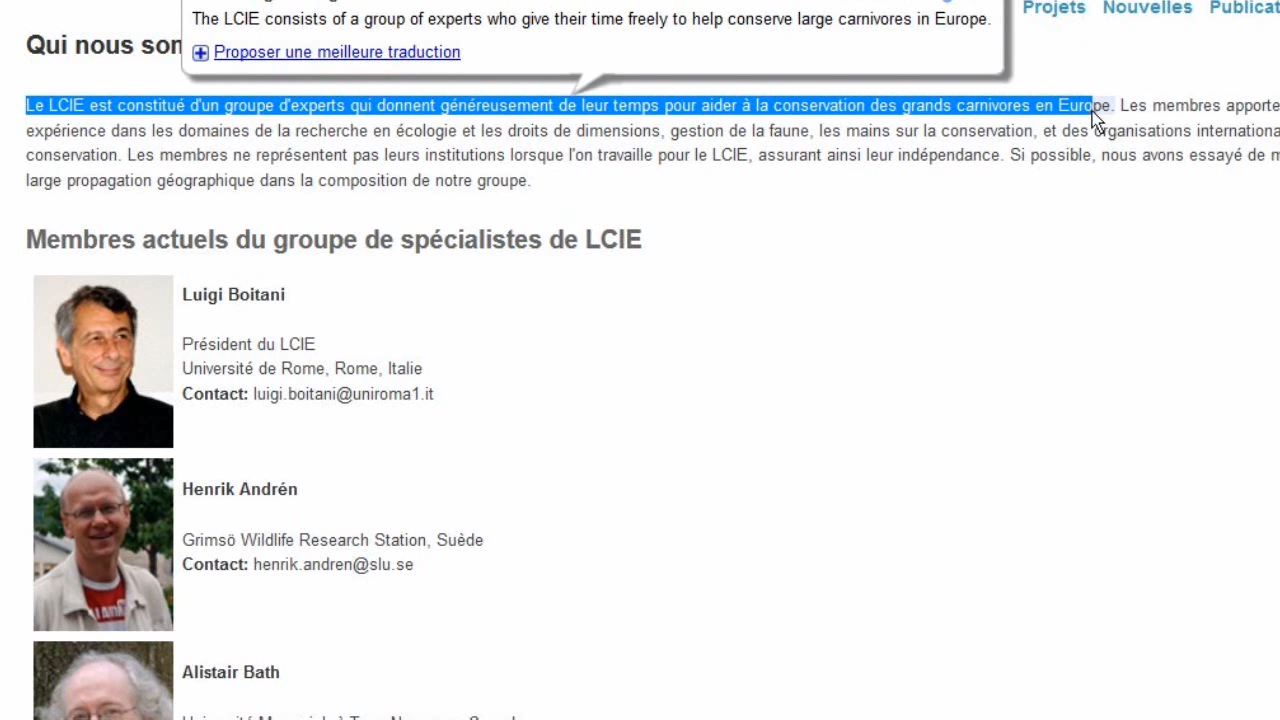 The LCIE consists of a group of experts who give their time freely to help conserve large carnivores in Europe.
Projets Nouvelles Publicat
Qui nous son
Proposer une meilleure traduction
Le LCIE est constitué d'un groupe d'experts qui donnent généreusement de leur temps pour aider à la conservation des grands carnivores en Europe. Les membres apporte
expérience dans les domaines de la recherche en écologie et les droits de dimensions, gestion de la faune, les mains sur la conservation, et des organisations internationa
conservation. Les membres ne représentent pas leurs institutions lorsque l'on travaille pour le LCIE, assurant ainsi leur indépendance. Si possible, nous avons essayé de m
large propagation géographique dans la composition de notre groupe.
Membres actuels du groupe de spécialistes de LCIE
Luigi Boitani
Président du LCIE
Université de Rome, Rome, Italie
Contact: luigi.boitani@uniroma1.it
Henrik Andrén
Grimsö Wildlife Research Station, Suède
Contact: henrik.andren@slu.se
Alistair Bath